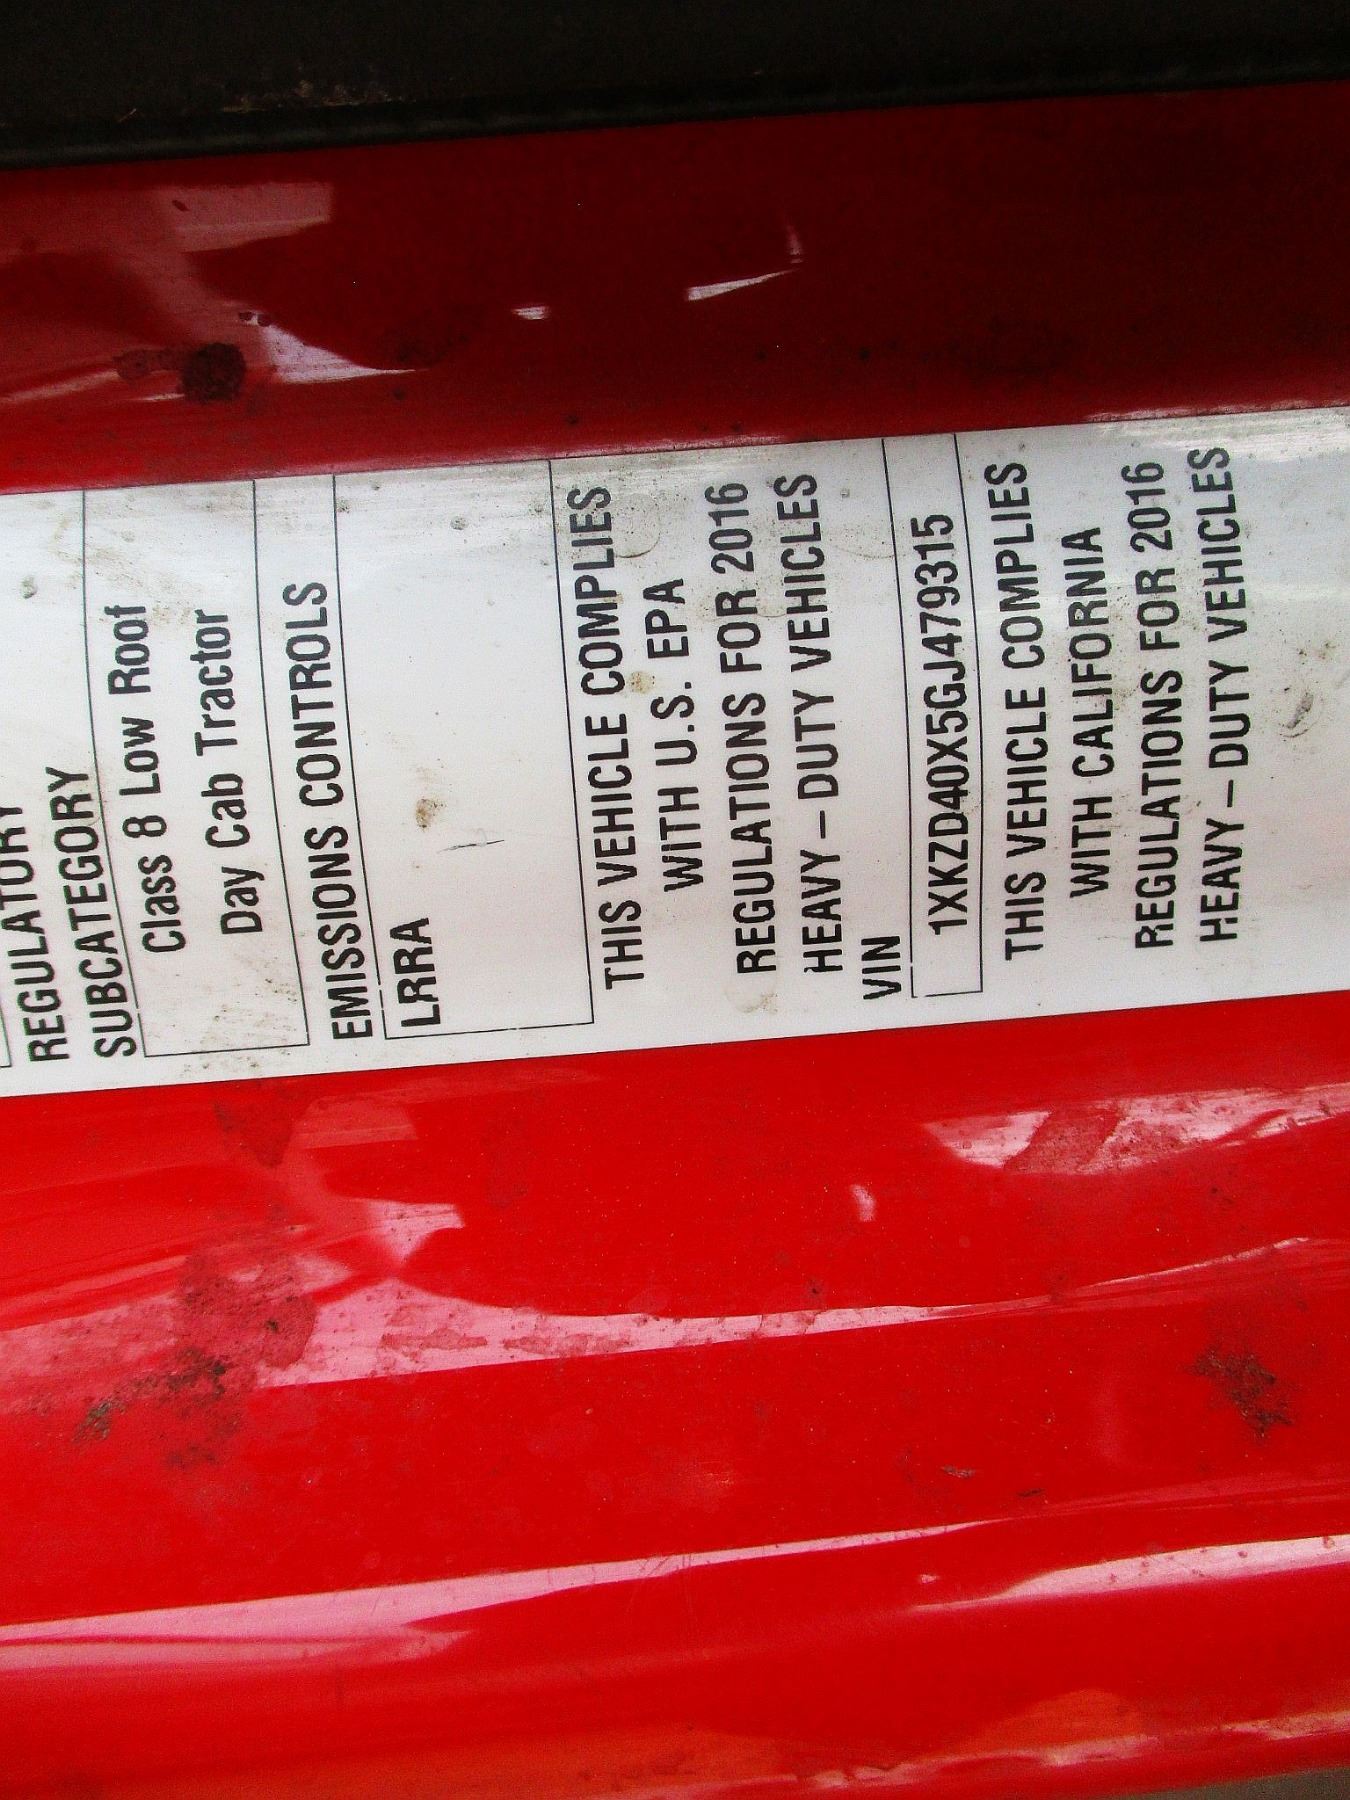 REGULATORY
SUBCATEGORY
Class 8 Low Roof
Day Cab Tractor
EMISSIONS CONTROLS
LRRA
THIS VEHICLE COMPLIES
WITH U.S. EPA
REGULATIONS FOR 2016
HEAVY-DUTY VEHICLES
VIN
1XKZD40X5GJ479315
THIS VEHICLE COMPLIES
WITH CALIFORNIA
REGULATIONS FOR 2016
HEAVY-DUTY VEHICLES